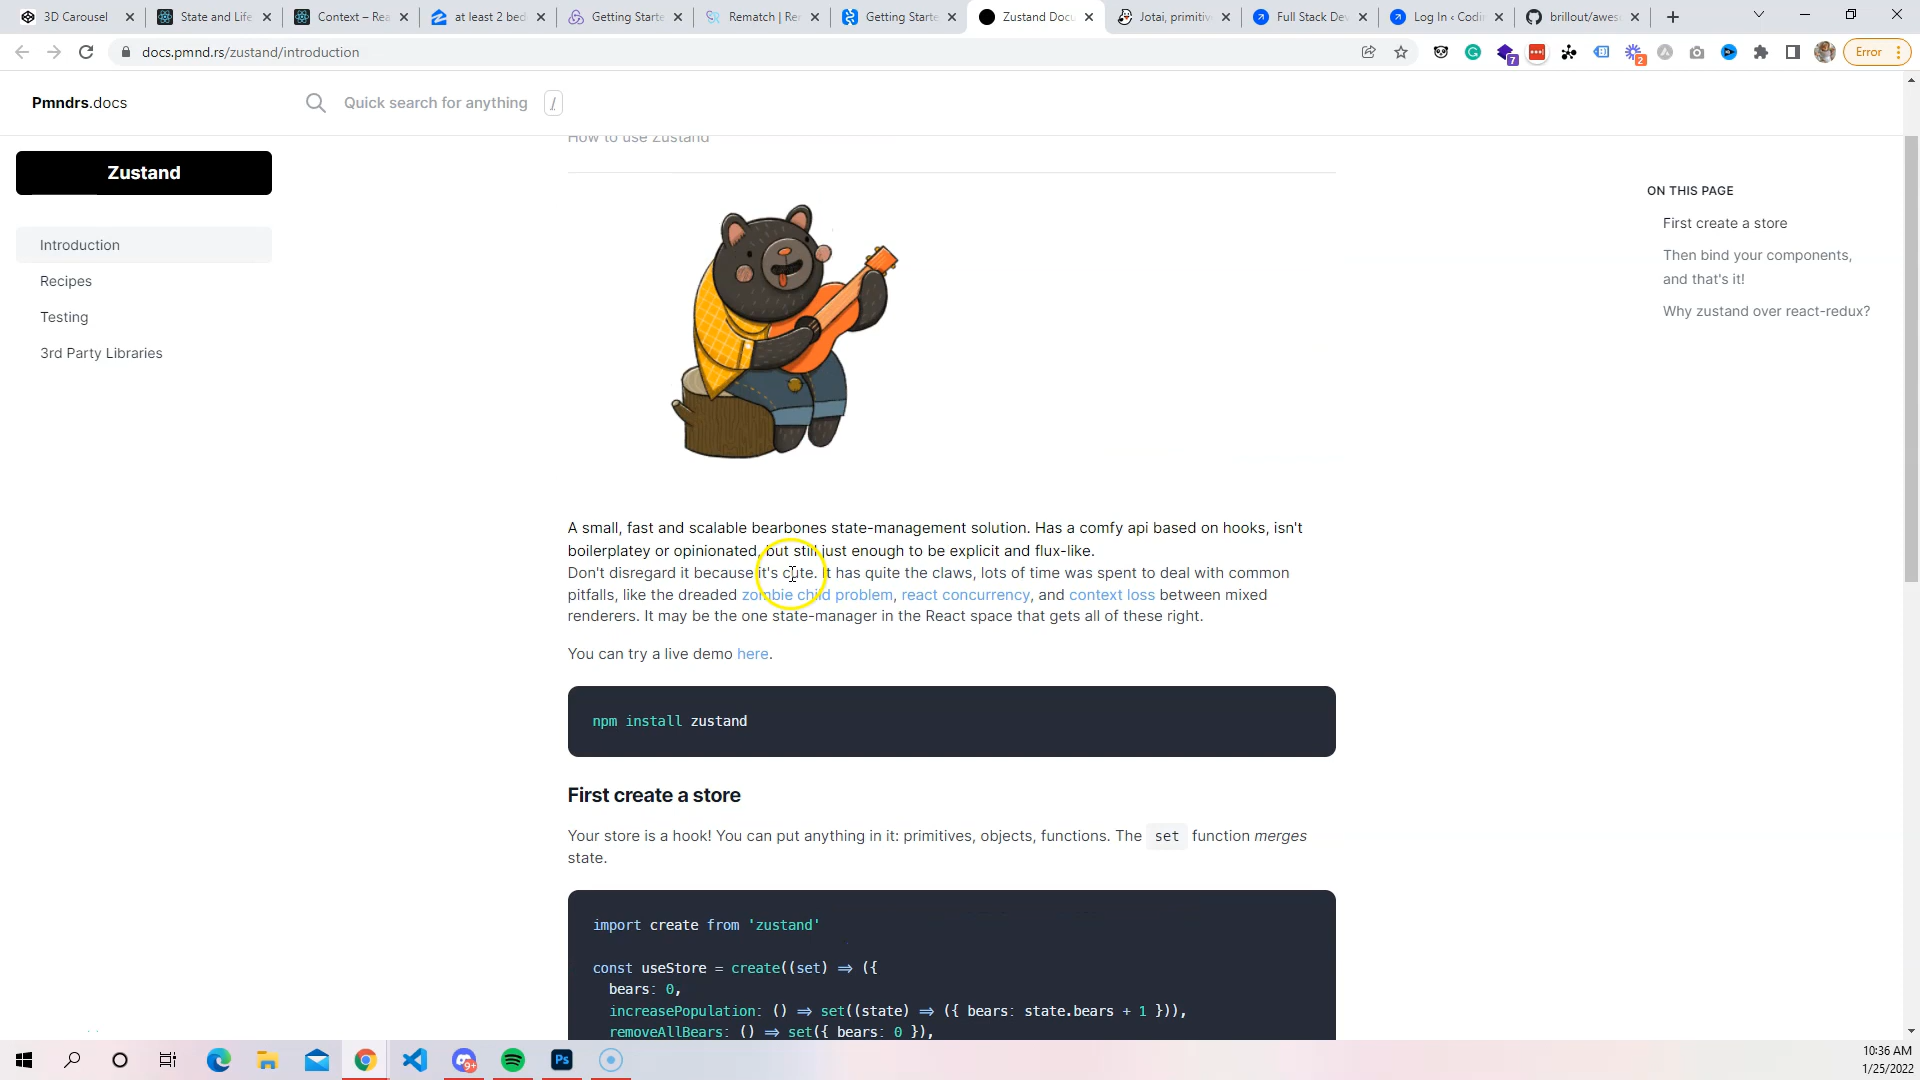 3D Carousel
State and Life
Context – Rea
at least 2 bed
Getting Starte
Rematch | Re
Getting Starte
Zustand Docu
Jotai, primitiv
Full Stack Dev
Log In ‹ Codin
brillout/awes
docs.pmnd.rs/zustand/introduction
7
2
Error
Pmndrs.docs
Quick search for anything
/
How to use Zustand
Zustand
Introduction
Recipes
Testing
3rd Party Libraries
ON THIS PAGE
First create a store
Then bind your components,
and that's it!
Why zustand over react-redux?
A small, fast and scalable bearbones state-management solution. Has a comfy api based on hooks, isn't
boilerplatey or opinionated, but still just enough to be explicit and flux-like.
Don't disregard it because it's cute. It has quite the claws, lots of time was spent to deal with common
pitfalls, like the dreaded zombie child problem, react concurrency, and context loss between mixed
renderers. It may be the one state-manager in the React space that gets all of these right.
You can try a live demo here.
npm install zustand
First create a store
Your store is a hook! You can put anything in it: primitives, objects, functions. The set function merges
state.
import create from 'zustand'
const useStore = create((set) ⇒ ({
bears: 0,
increasePopulation: () ⇒ set((state) ⇒ ({ bears: state.bears + 1 })),
removeAllBears: () ⇒ set({ bears: 0 }),
9+
Ps
10:36 AM
1/25/2022